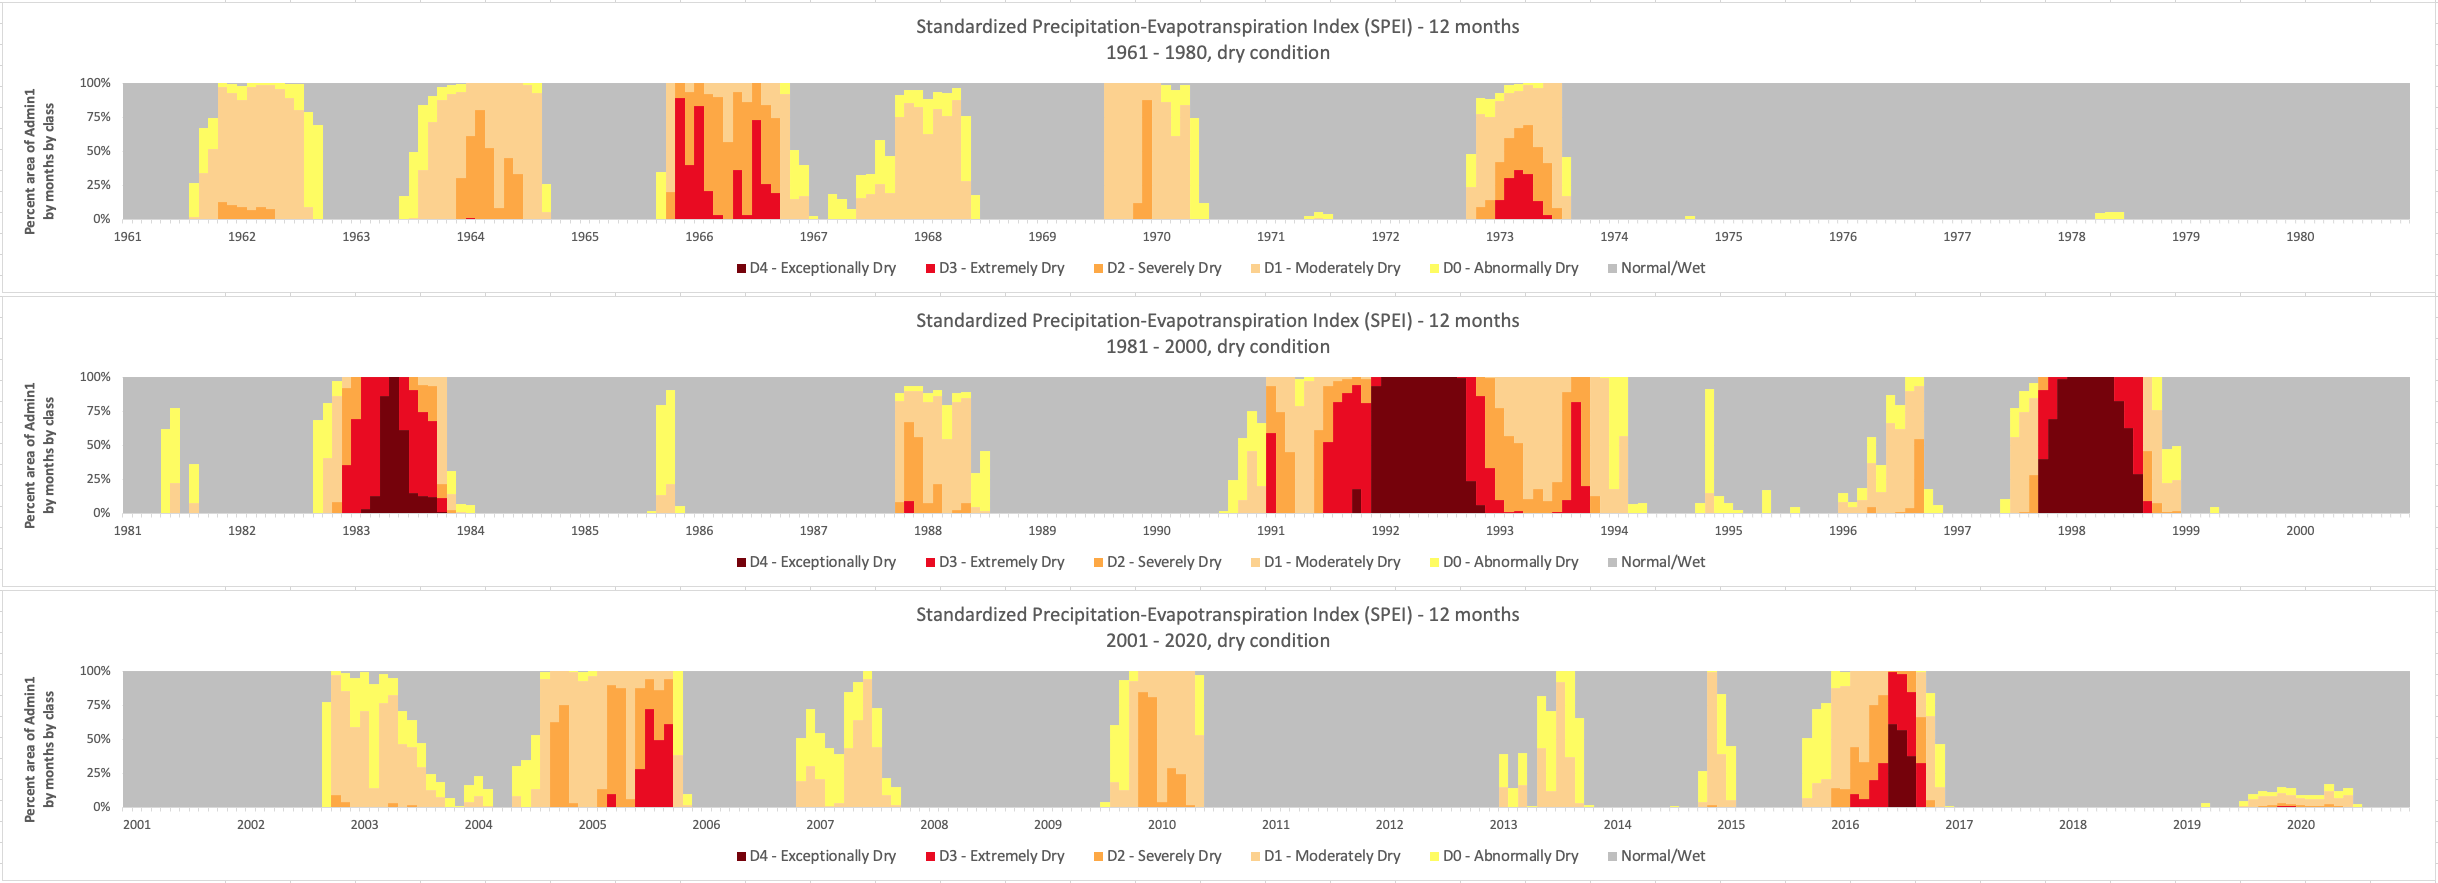 Standardized Precipitation-Evapotranspiration Index (SPEI) - 12 months
1961 - 1980, dry condition
Percent area of Admin1
by months by class
100%
75%
50%
25%
0%
1961 1962 1963 1964 1965 1966 1967 1968 1969 1970 1971 1972 1973 1974 1975 1976 1977 1978 1979 1980
D4 - Exceptionally Dry D3 - Extremely Dry D2 - Severely Dry D1 - Moderately Dry D0 - Abnormally Dry Normal/Wet
Standardized Precipitation-Evapotranspiration Index (SPEI) - 12 months
1981 - 2000, dry condition
Percent area of Admin1
by months by class
100%
75%
50%
25%
0%
1981 1982 1983 1984 1985 1986 1987 1988 1989 1990 1991 1992 1993 1994 1995 1996 1997 1998 1999 2000
D4 - Exceptionally Dry D3 - Extremely Dry D2 - Severely Dry D1 - Moderately Dry D0 - Abnormally Dry Normal/Wet
Standardized Precipitation-Evapotranspiration Index (SPEI) - 12 months
2001 - 2020, dry condition
Percent area of Admin1
by months by class
100%
75%
50%
25%
0%
2001 2002 2003 2004 2005 2006 2007 2008 2009 2010 2011 2012 2013 2014 2015 2016 2017 2018 2019 2020
D4 - Exceptionally Dry D3 - Extremely Dry D2 - Severely Dry D1 - Moderately Dry D0 - Abnormally Dry Normal/Wet